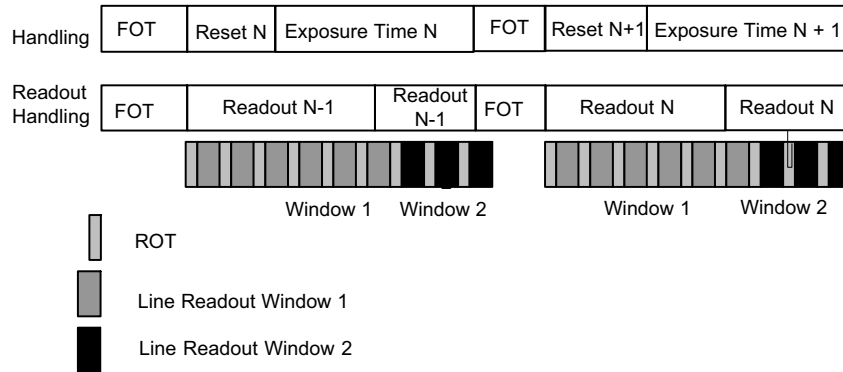 Handling FOT Reset N Exposure Time N FOT Reset N+1 Exposure Time N + 1
Readout
Handling FOT Readout N-1 Readout
N-1 FOT Readout N Readout N
Window 1 Window 2 Window 1 Window 2
ROT
Line Readout Window 1
Line Readout Window 2